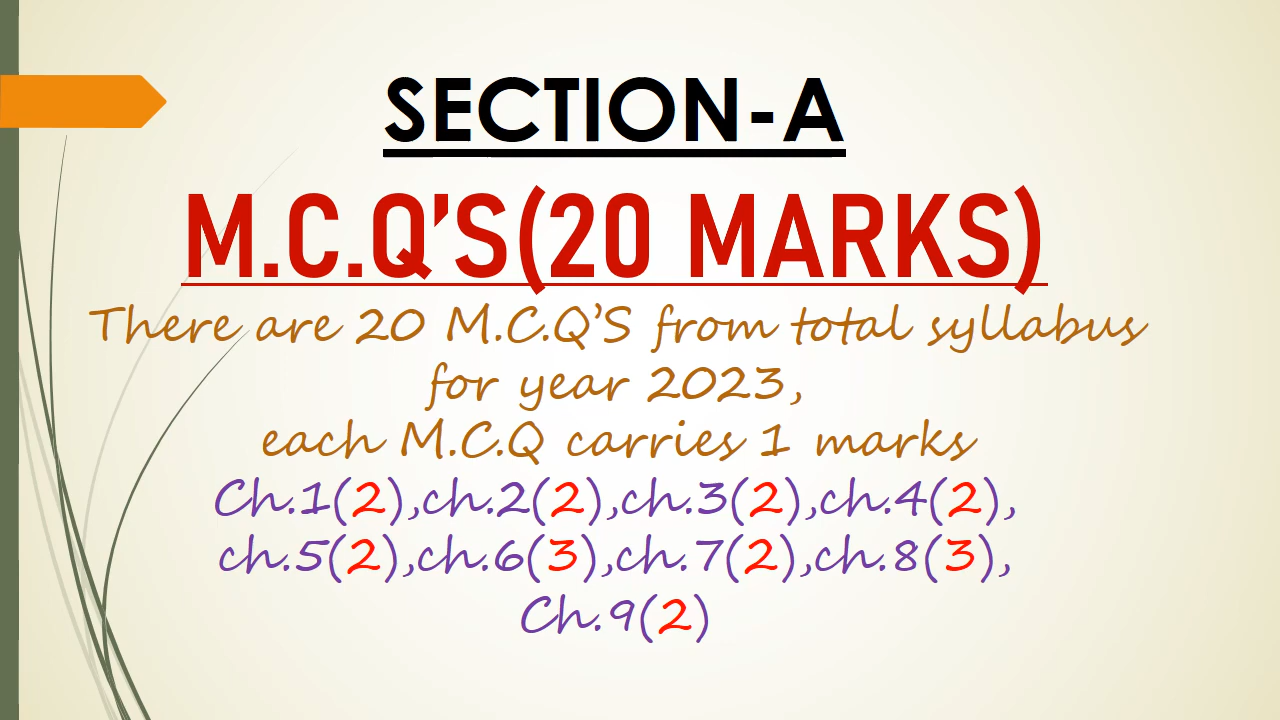 SECTION-A
M.C.Q'S(20 MARKS)
There are 20 M.C.Q'S from total syllabus
for year 2023,
each M.C.Q carries 1 marks
Ch.1(2),ch.2(2),ch.3(2),ch.4(2),
ch.5(2),ch.6(3),ch.7(2),ch.8(3),
Ch.9(2)